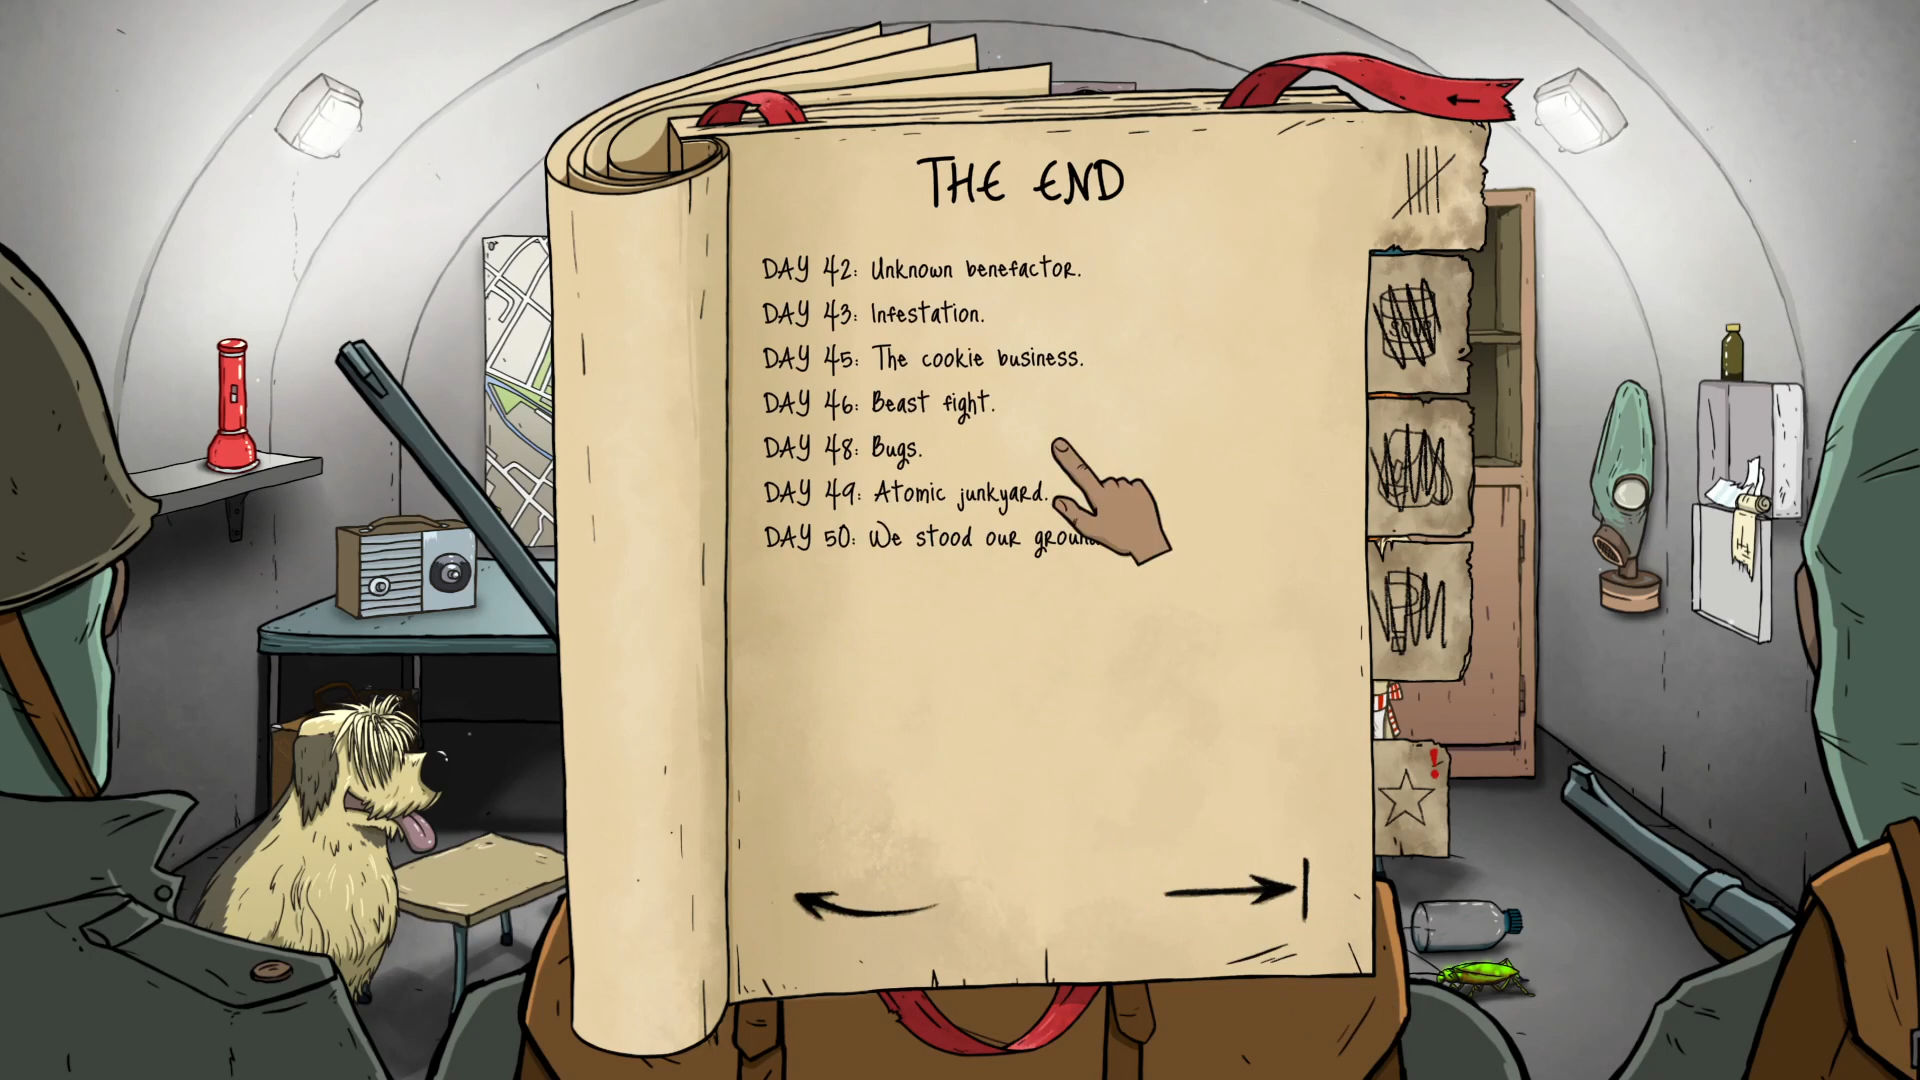 THE END
DAY 42: Unknown benefactor.
DAY 43: Infestation.
DAY 45: The cookie business.
DAY 46: Beast fight.
DAY 48: Bugs.
DAY 49: Atomic junkyard.
DAY 50: We stood our